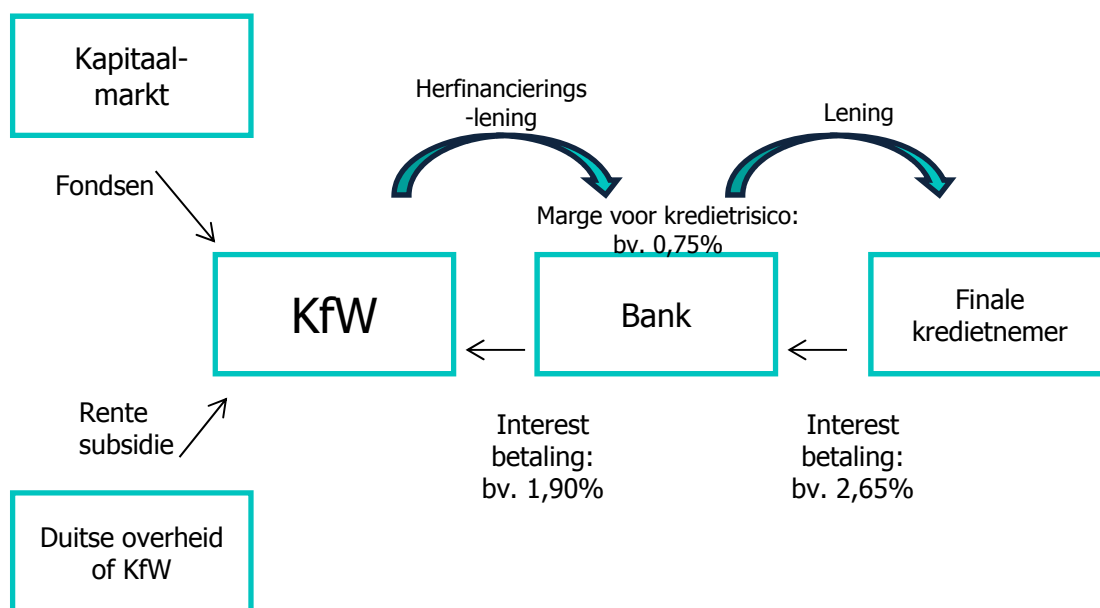 Kapitaal-
markt
Herfinancierings
-lening
Lening
Fondsen
Marge voor kredietrisico:
bv. 0,75%
KfW
Bank
Finale
kredietnemer
Rente
subsidie
Interest
betaling:
bv. 1,90%
Interest
betaling:
bv. 2,65%
Duitse overheid
of KfW